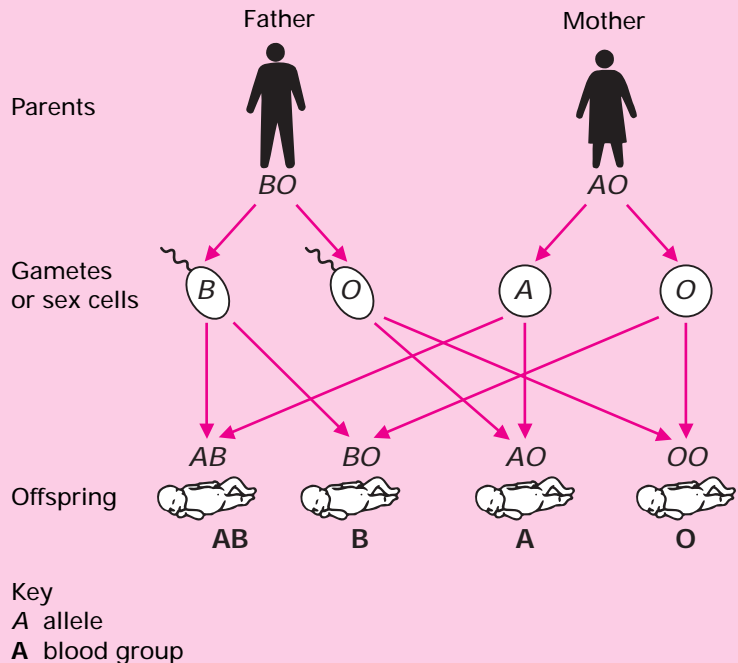 Father Mother
Parents
BO AO
Gametes
or sex cells
B O A O
AB BO AO OO
Offspring
AB B A O
Key
A allele
A blood group